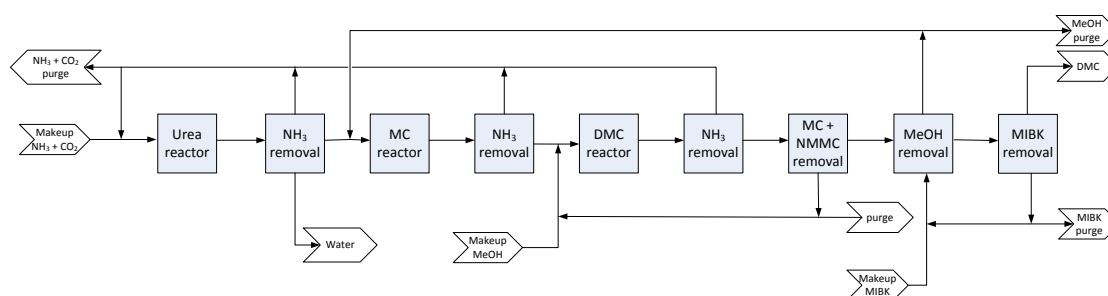 MeOH
purge
NH₃ + CO₂
purge
DMC
Makeup
NH₃ + CO₂
Urea
reactor
NH₃
removal
MC
reactor
NH₃
removal
DMC
reactor
NH₃
removal
MC +
NMMC
removal
MeOH
removal
MIBK
removal
Water
Makeup
MeOH
purge
MIBK
purge
Makeup
MIBK